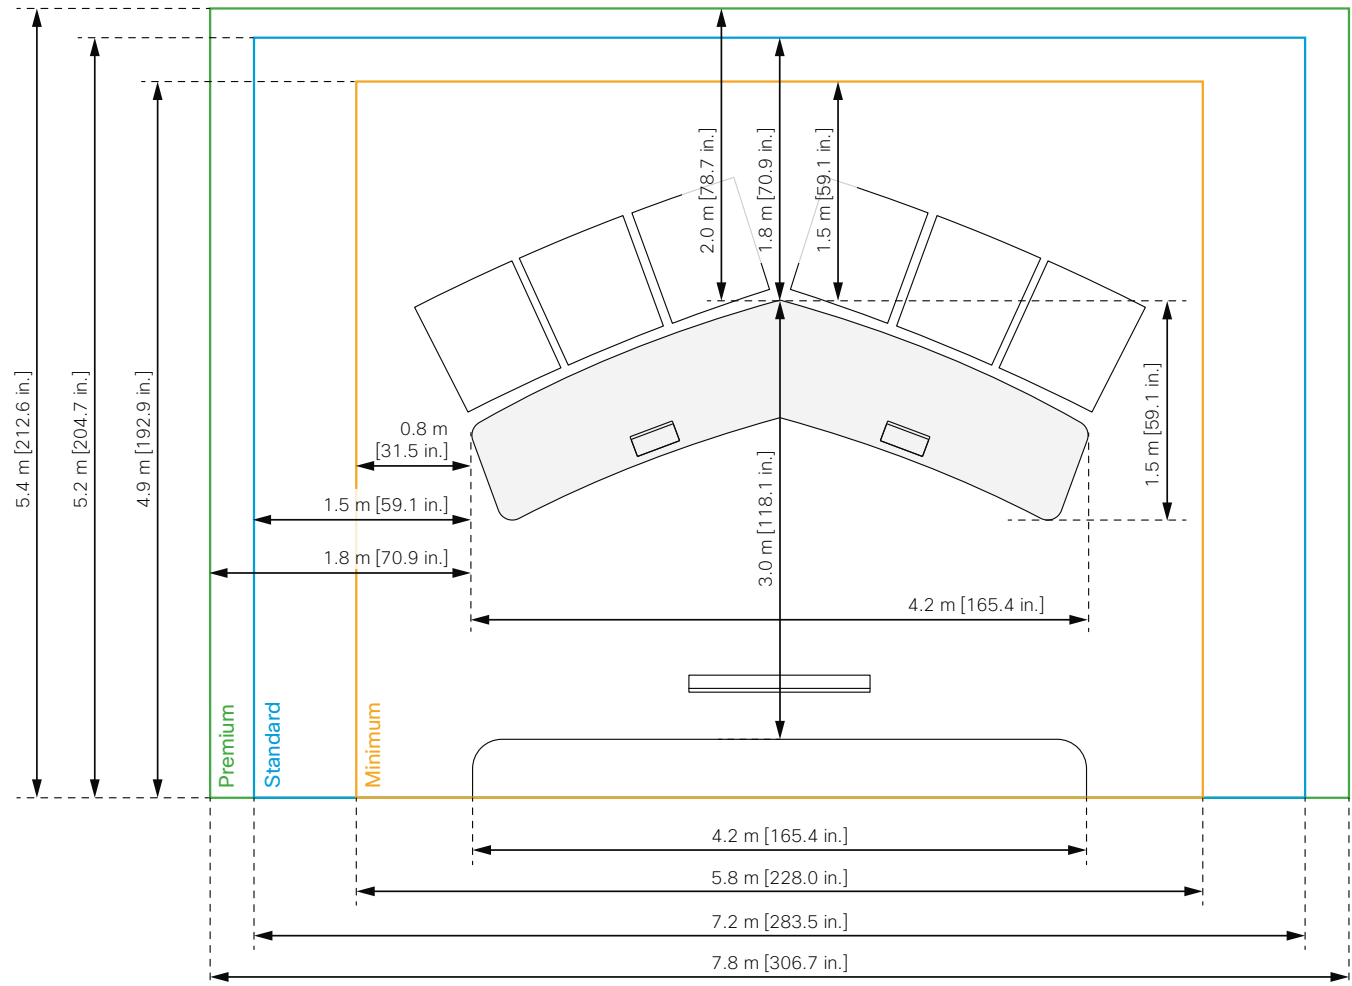 2.0 m [78.7 in.]
1.8 m [70.9 in.]
1.5 m [59.1 in.]
5.4 m [212.6 in.]
5.2 m [204.7 in.]
4.9 m [192.9 in.]
0.8 m
[31.5 in.]
1.5 m [59.1 in.]
1.5 m [59.1 in.]
3.0 m [118.1 in.]
1.8 m [70.9 in.]
4.2 m [165.4 in.]
Premium
Standard
Minimum
4.2 m [165.4 in.]
5.8 m [228.0 in.]
7.2 m [283.5 in.]
7.8 m [306.7 in.]